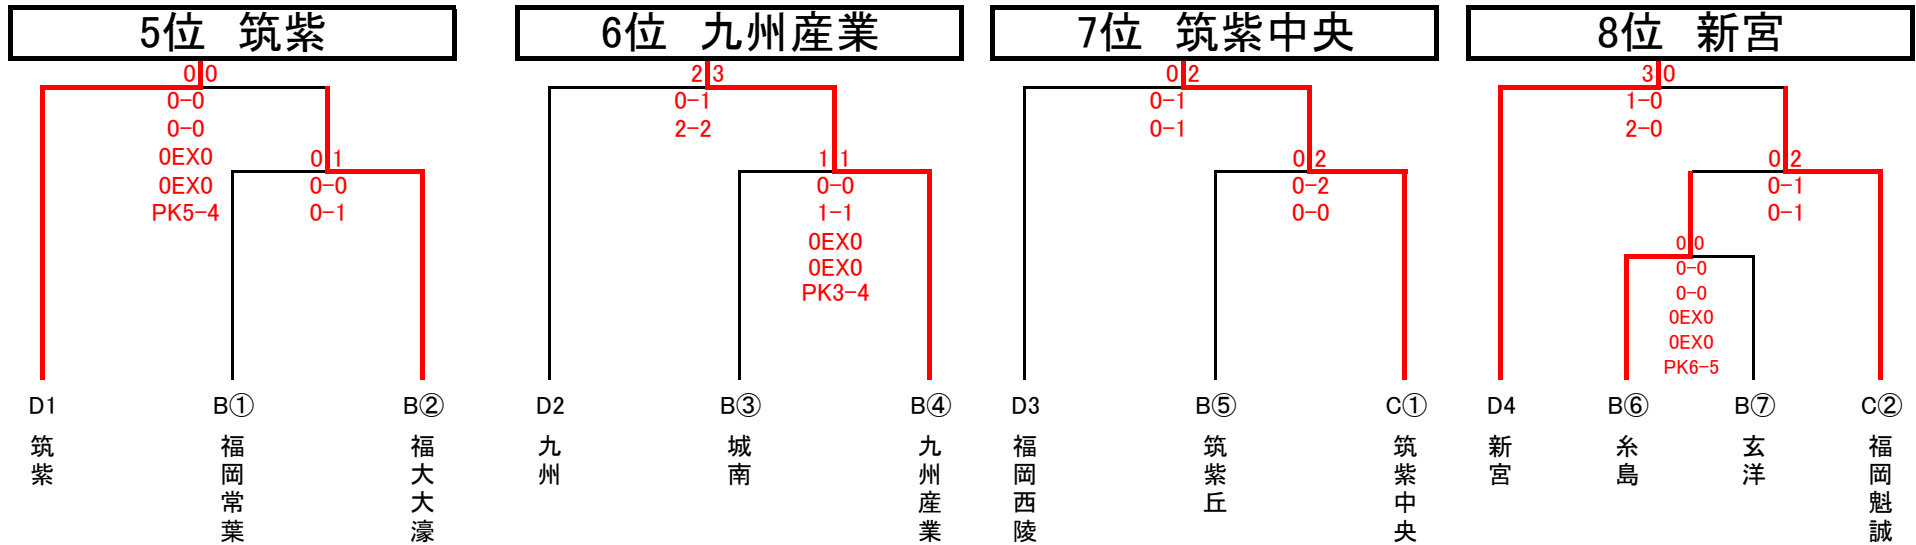 5位 筑紫
0 0
0-0
0-0
0EX0
0EX0
PK5-4
0 1
0-0
0-1
D1
筑紫
B①
福岡常葉
B②
福大大濠
6位 九州産業
2 3
0-1
2-2
1 1
0-0
1-1
0EX0
0EX0
PK3-4
D2
九州
B③
城南
B④
九州産業
7位 筑紫中央
0 2
0-1
0-1
0 2
0-2
0-0
D3
福岡西陵
B⑤
筑紫丘
C①
筑紫中央
8位 新宮
3 0
1-0
2-0
0 2
0-1
0-1
0 0
0-0
0-0
0EX0
0EX0
PK6-5
D4
新宮
B⑥
糸島
B⑦
玄洋
C②
福岡魁誠